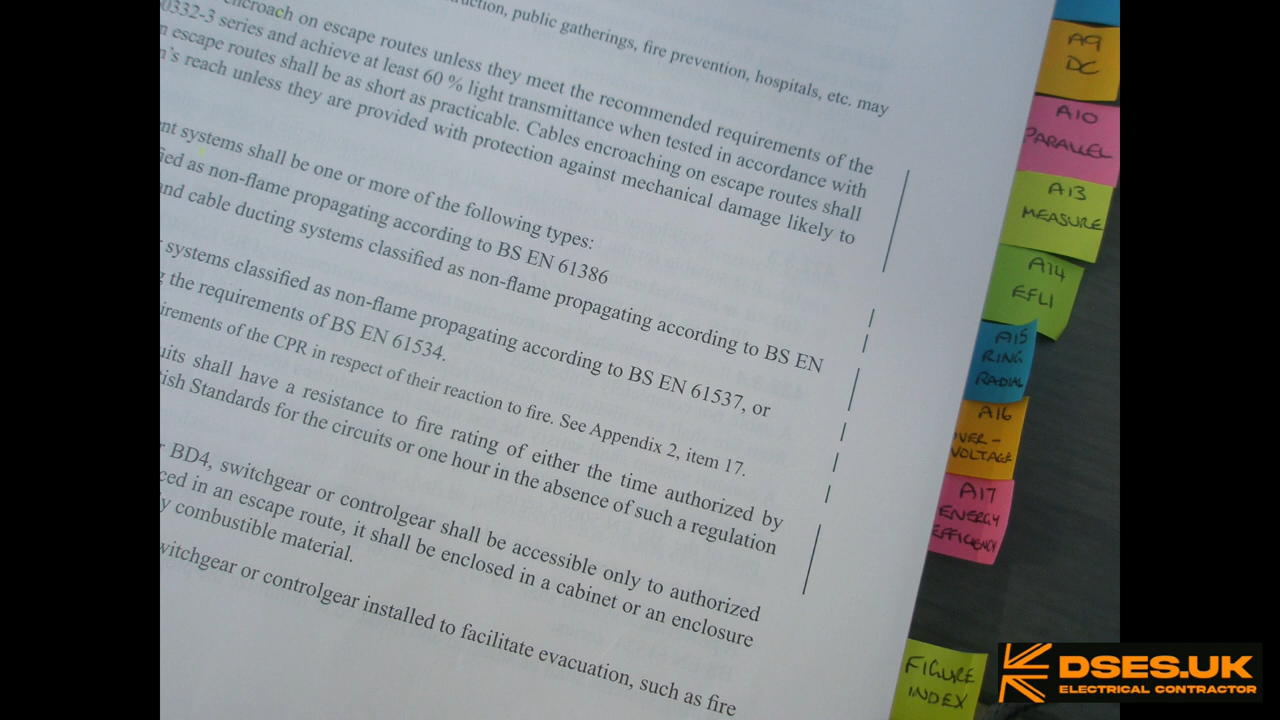 ruction, public gatherings, fire prevention, hospitals, etc. may
encroach on escape routes unless they meet the recommended requirements of the
0332-3 series and achieve at least 60 % light transmittance when tested in accordance with
n escape routes shall be as short as practicable. Cables encroaching on escape routes shall
n's reach unless they are provided with protection against mechanical damage likely to
nt systems shall be one or more of the following types:
ied as non-flame propagating according to BS EN 61386
and cable ducting systems classified as non-flame propagating according to BS EN
systems classified as non-flame propagating according to BS EN 61537, or
g the requirements of BS EN 61534.
irements of the CPR in respect of their reaction to fire. See Appendix 2, item 17.
uits shall have a resistance to fire rating of either the time authorized by
tish Standards for the circuits or one hour in the absence of such a regulation
r BD4, switchgear or controlgear shall be accessible only to authorized
ced in an escape route, it shall be enclosed in a cabinet or an enclosure
ly combustible material.
witchgear or controlgear installed to facilitate evacuation, such as fire
A9
DC
A10
PARALLEL
A13
MEASURE
A14
EFLI
A15
RING
RADIAL
A16
OVER-
VOLTAGE
A17
ENERGY
EFFICIENCY
FIGURE
INDEX
DSES.UK
ELECTRICAL CONTRACTOR